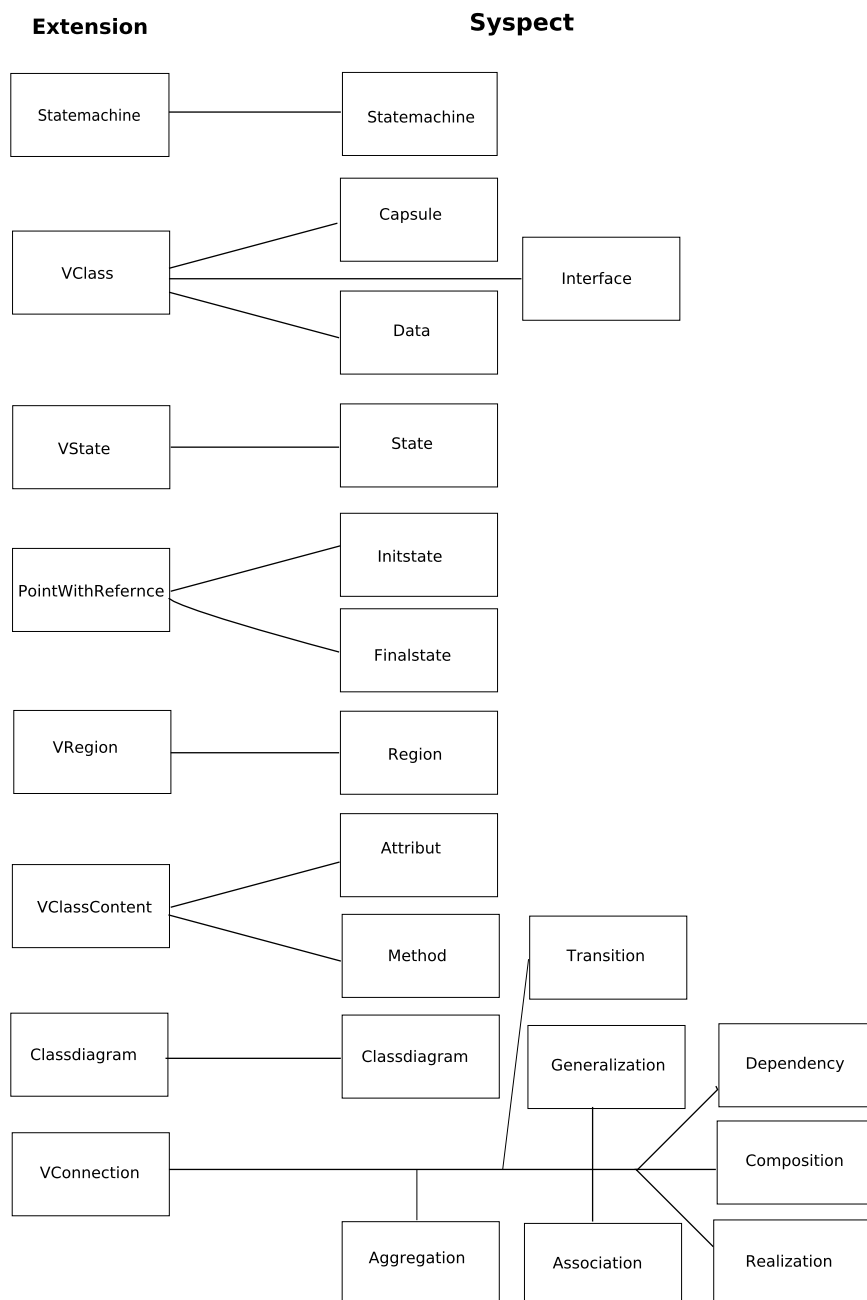 Extension
Syspect
Statemachine
Statemachine
Capsule
VClass
Interface
Data
VState
State
Initstate
PointWithRefernce
Finalstate
VRegion
Region
Attribut
VClassContent
Method
Transition
Classdiagram
Classdiagram
Generalization
Dependency
VConnection
Composition
Aggregation
Association
Realization